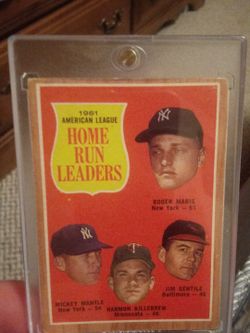 1961
AMERICAN LEAGUE
HOME
RUN
LEADERS
ROGER MARIS
New York — 61
MICKEY MANTLE
New York — 54
HARMON KILLEBREW
Minnesota — 46
JIM GENTILE
Baltimore — 46